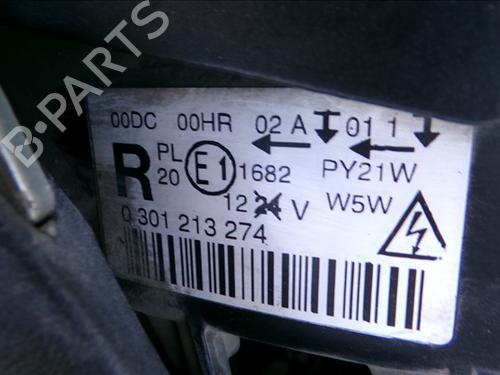 B-PARTS
00DC 00HR 02 A 01 1
R PL 20 E1 1682 PY21W
12 24 V W5W
0 301 213 274